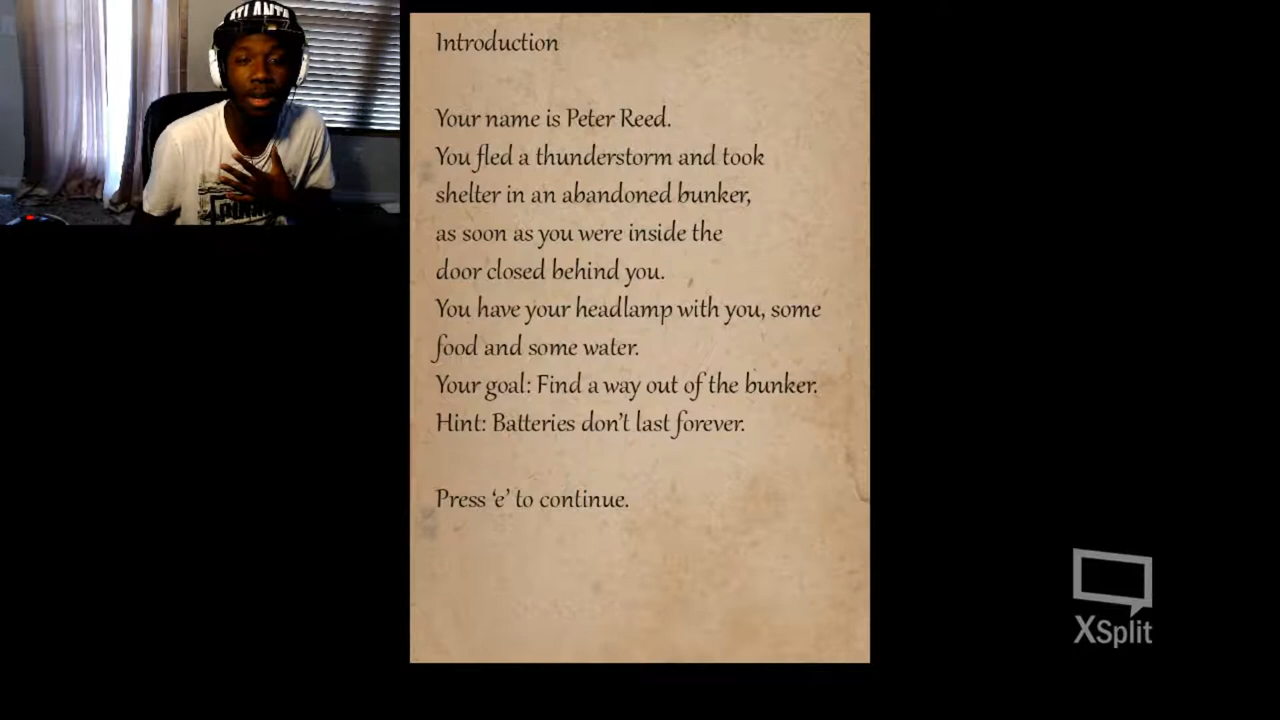 ATLANTA
Introduction
Your name is Peter Reed.
You fled a thunderstorm and took
shelter in an abandoned bunker,
as soon as you were inside the
door closed behind you.
You have your headlamp with you, some
food and some water.
Your goal: Find a way out of the bunker.
Hint: Batteries don't last forever.
Press ‘e’ to continue.
XSplit